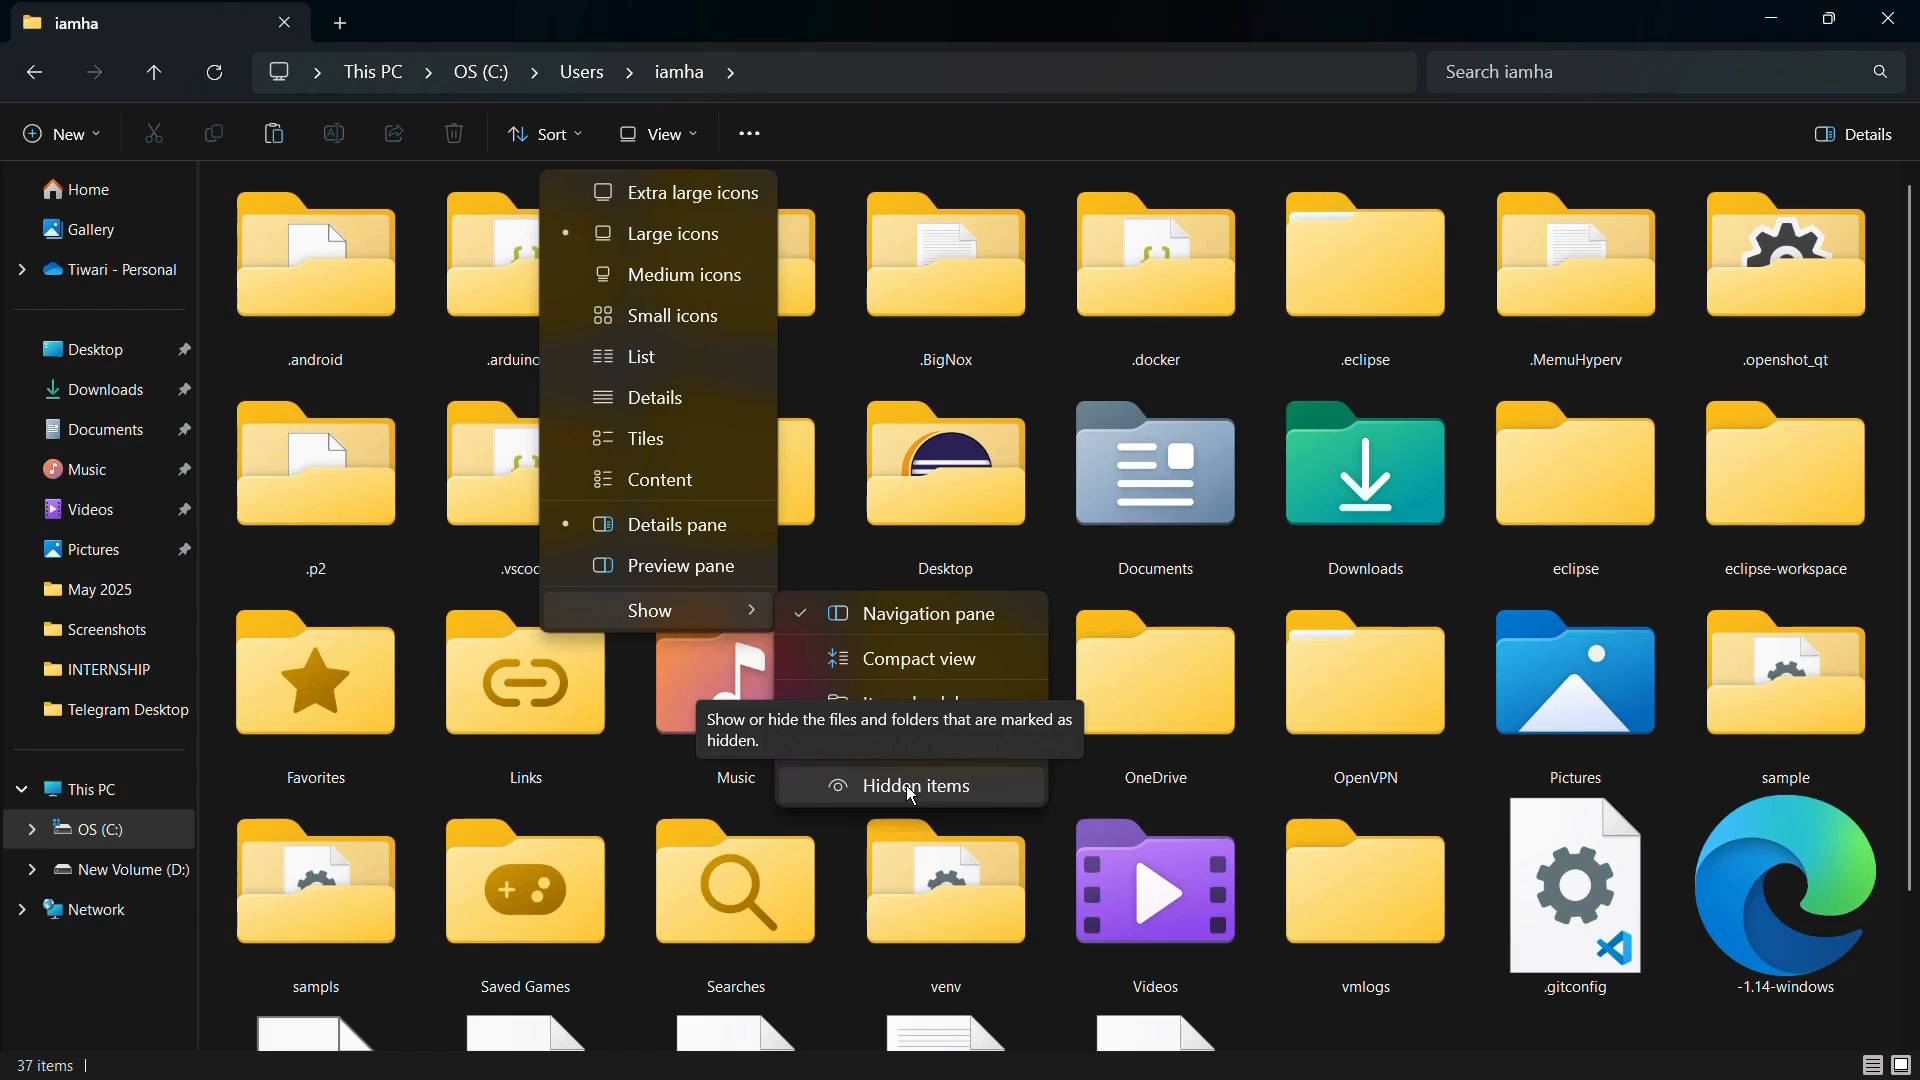 iamha
This PC
OS (C:)
Users
iamha
Search iamha
New
Sort
View
Details
Home
Gallery
Tiwari - Personal
Desktop
Downloads
Documents
Music
Videos
Pictures
May 2025
Screenshots
INTERNSHIP
Telegram Desktop
This PC
OS (C:)
New Volume (D:)
Network
Extra large icons
Large icons
Medium icons
Small icons
List
Details
Tiles
Content
Details pane
Preview pane
Show
Navigation pane
Compact view
Show or hide the files and folders that are marked as
hidden.
Hidden items
.android
.arduino
.BigNox
.docker
.eclipse
.MemuHyperv
.openshot_qt
.p2
.vscod
Desktop
Documents
Downloads
eclipse
eclipse-workspace
Favorites
Links
Music
OneDrive
OpenVPN
Pictures
sample
sampls
Saved Games
Searches
venv
Videos
vmlogs
.gitconfig
-1.14-windows
37 items